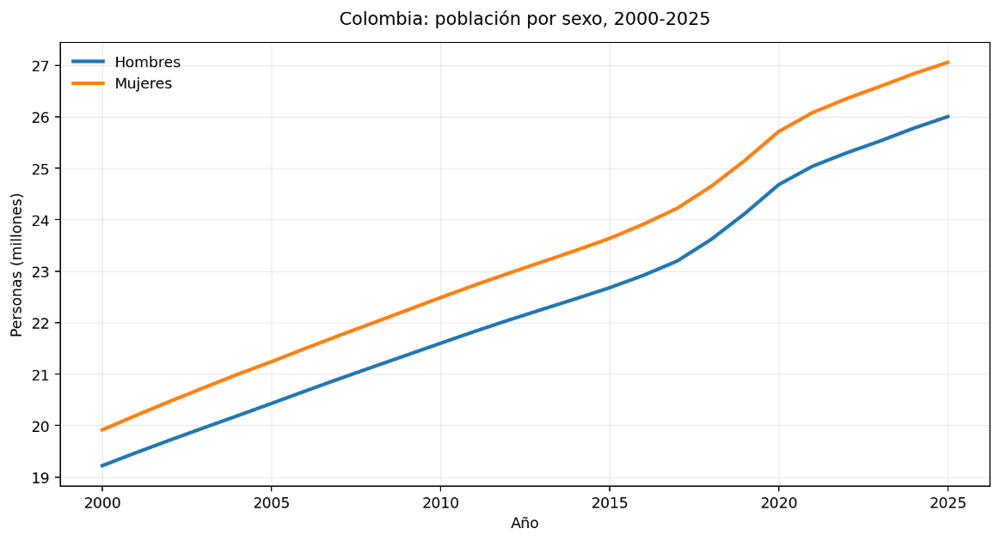 Colombia: población por sexo, 2000-2025
Hombres
Mujeres
Personas (millones)
27
26
25
24
23
22
21
20
19
2000 2005 2010 2015 2020 2025
Año